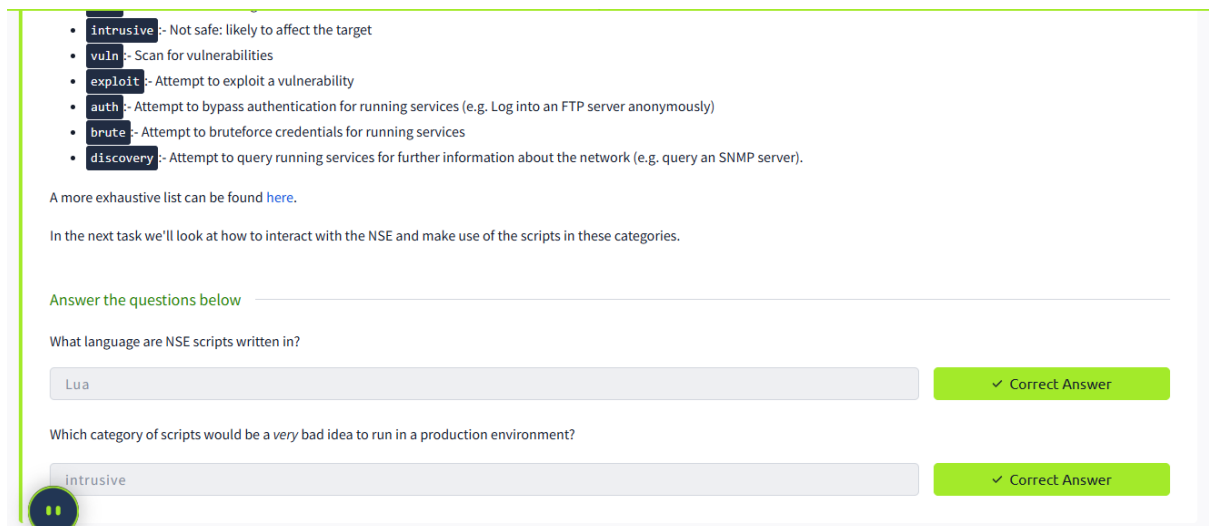 intrusive :- Not safe: likely to affect the target
vuln :- Scan for vulnerabilities
exploit :- Attempt to exploit a vulnerability
auth :- Attempt to bypass authentication for running services (e.g. Log into an FTP server anonymously)
brute :- Attempt to bruteforce credentials for running services
discovery :- Attempt to query running services for further information about the network (e.g. query an SNMP server).
A more exhaustive list can be found here.
In the next task we'll look at how to interact with the NSE and make use of the scripts in these categories.
Answer the questions below
What language are NSE scripts written in?
Lua
Correct Answer
Which category of scripts would be a very bad idea to run in a production environment?
intrusive
Correct Answer